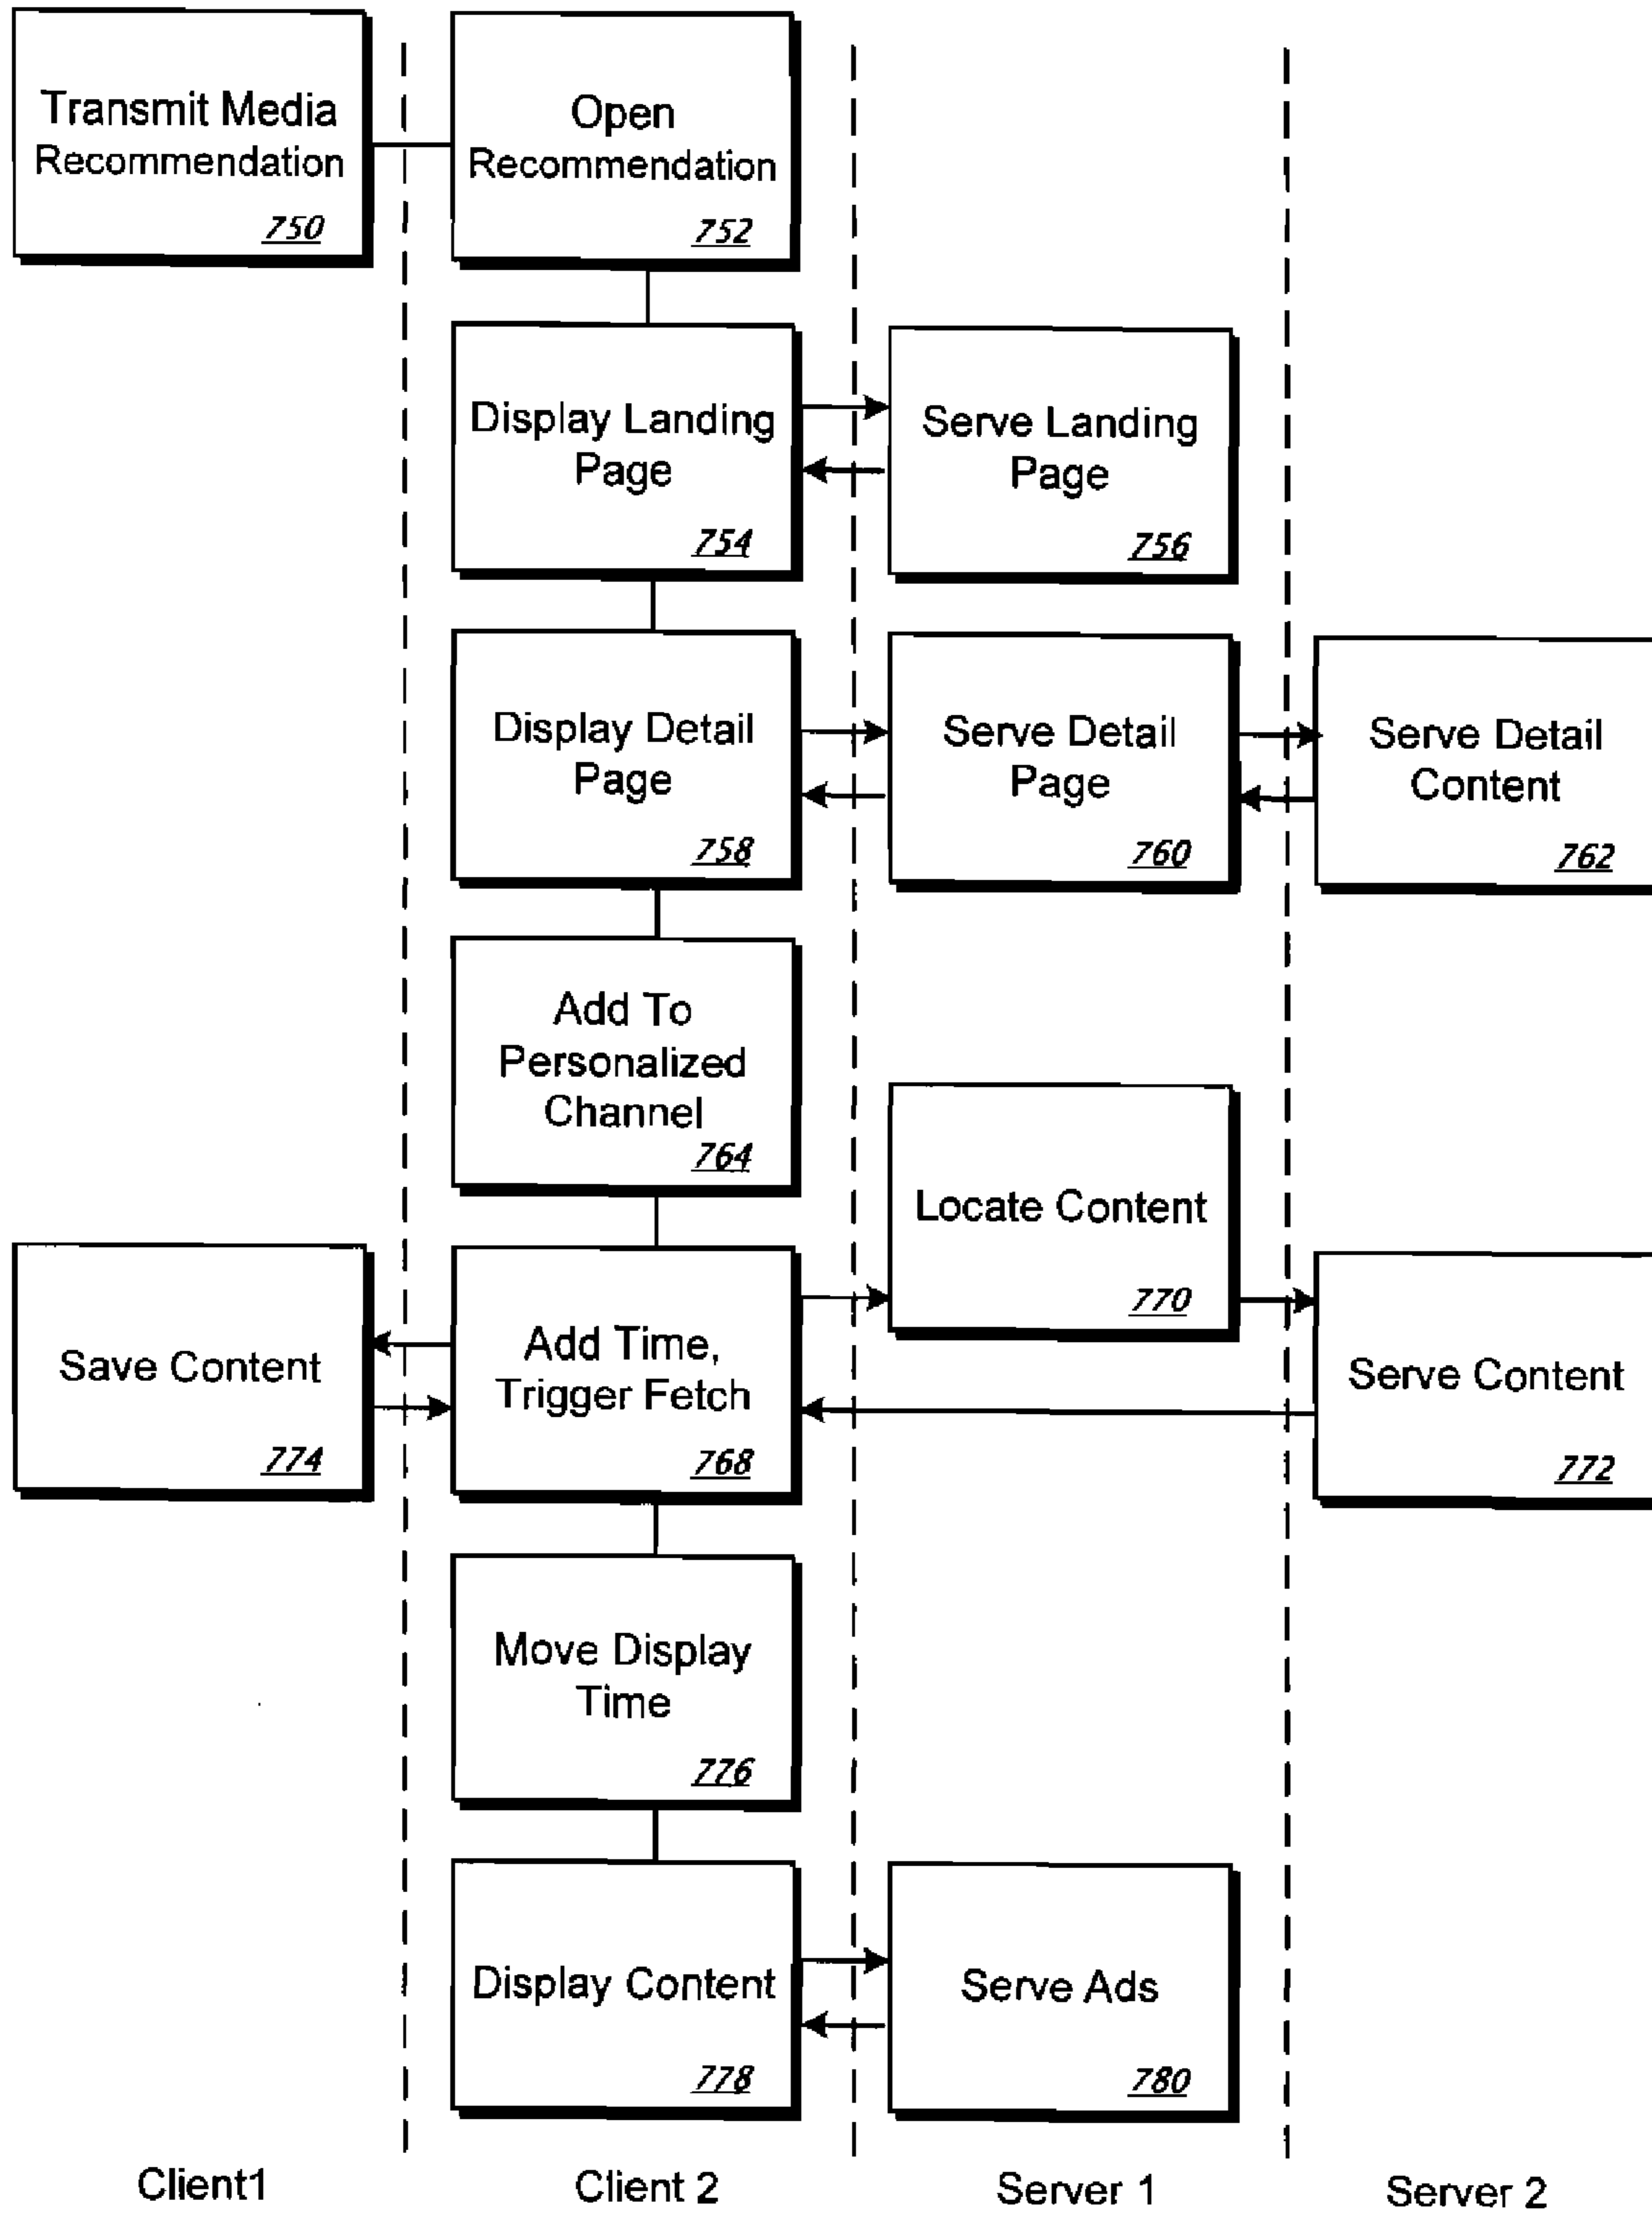 Transmit Media
Recommendation
750
Open
Recommendation
752
Display Landing
Page
754
Serve Landing
Page
756
Display Detail
Page
758
Serve Detail
Page
760
Serve Detail
Content
762
Add To
Personalized
Channel
764
Locate Content
770
Save Content
774
Add Time,
Trigger Fetch
768
Serve Content
772
Move Display
Time
776
Display Content
778
Serve Ads
780
Client1
Client 2
Server 1
Server 2